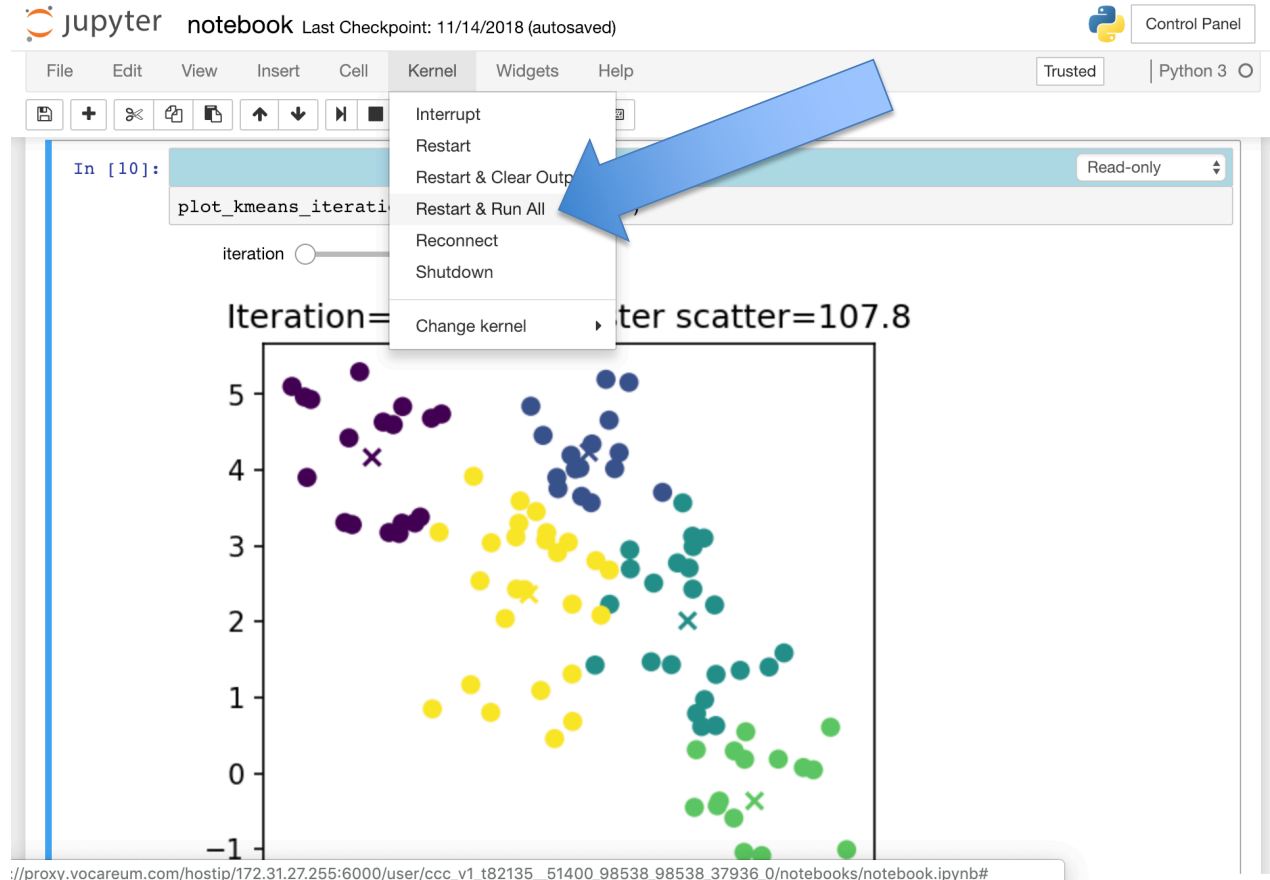 jupyter notebook Last Checkpoint: 11/14/2018 (autosaved) Control Panel
File Edit View Insert Cell Kernel Widgets Help Trusted Python 3
Interrupt
Restart
Restart & Clear Outp
Restart & Run All
Reconnect
Shutdown
Change kernel
In [10]: Read-only
plot_kmeans_iterati
iteration
Iteration= ter scatter=107.8
5
4
3
2
1
0
−1
://proxy.vocareum.com/hostip/172.31.27.255:6000/user/ccc_v1_t82135__51400_98538_98538_37936_0/notebooks/notebook.ipynb#